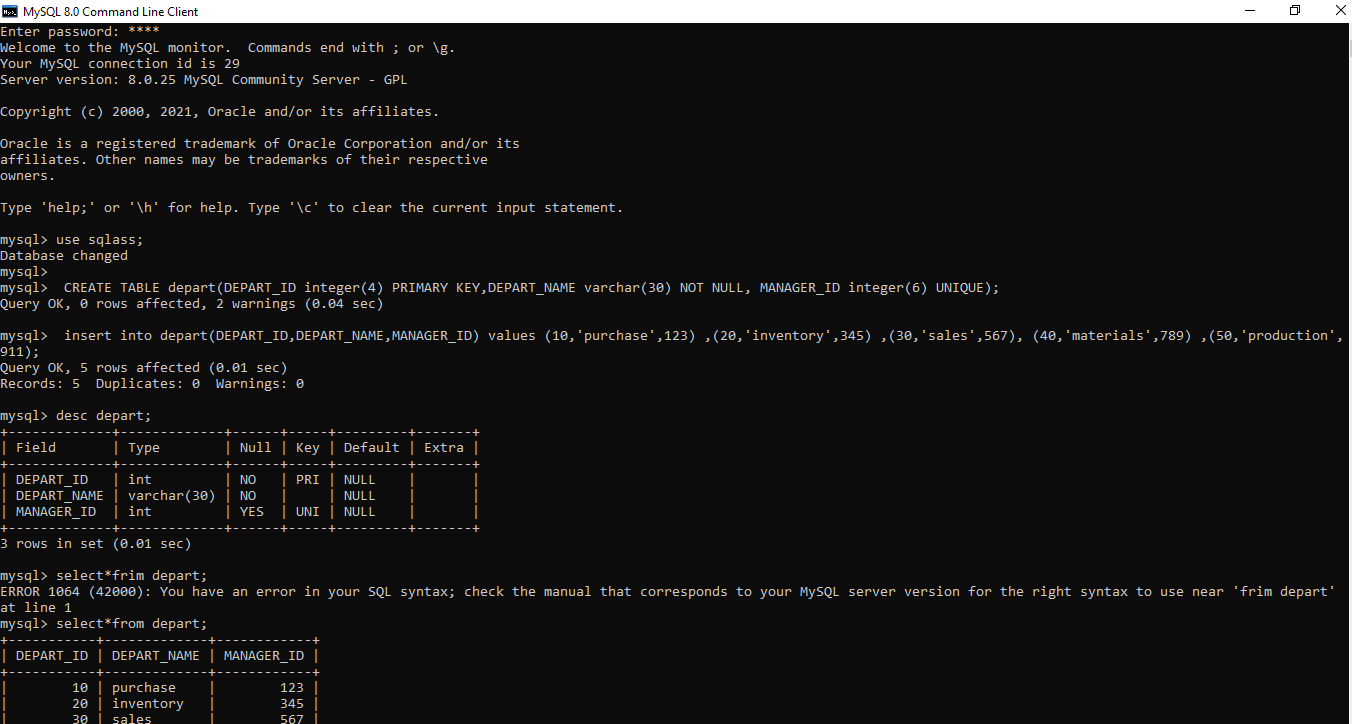 MySQL 8.0 Command Line Client
Enter password: ****
Welcome to the MySQL monitor.  Commands end with ; or \g.
Your MySQL connection id is 29
Server version: 8.0.25 MySQL Community Server - GPL
Copyright (c) 2000, 2021, Oracle and/or its affiliates.
Oracle is a registered trademark of Oracle Corporation and/or its
affiliates. Other names may be trademarks of their respective
owners.
Type 'help;' or '\h' for help. Type '\c' to clear the current input statement.
mysql> use sqlass;
Database changed
mysql>
mysql>  CREATE TABLE depart(DEPART_ID integer(4) PRIMARY KEY,DEPART_NAME varchar(30) NOT NULL, MANAGER_ID integer(6) UNIQUE);
Query OK, 0 rows affected, 2 warnings (0.04 sec)
mysql>  insert into depart(DEPART_ID,DEPART_NAME,MANAGER_ID) values (10,'purchase',123) ,(20,'inventory',345) ,(30,'sales',567), (40,'materials',789) ,(50,'production',
911);
Query OK, 5 rows affected (0.01 sec)
Records: 5  Duplicates: 0  Warnings: 0
mysql> desc depart;
+-------------+-------------+------+-----+---------+-------+
| Field       | Type        | Null | Key | Default | Extra |
+-------------+-------------+------+-----+---------+-------+
| DEPART_ID   | int         | NO   | PRI | NULL    |       |
| DEPART_NAME | varchar(30) | NO   |     | NULL    |       |
| MANAGER_ID  | int         | YES  | UNI | NULL    |       |
+-------------+-------------+------+-----+---------+-------+
3 rows in set (0.01 sec)
mysql> select*frim depart;
ERROR 1064 (42000): You have an error in your SQL syntax; check the manual that corresponds to your MySQL server version for the right syntax to use near 'frim depart'
at line 1
mysql> select*from depart;
+-----------+-------------+------------+
| DEPART_ID | DEPART_NAME | MANAGER_ID |
+-----------+-------------+------------+
|        10 | purchase    |        123 |
|        20 | inventory   |        345 |
|        30 | sales       |        567 |